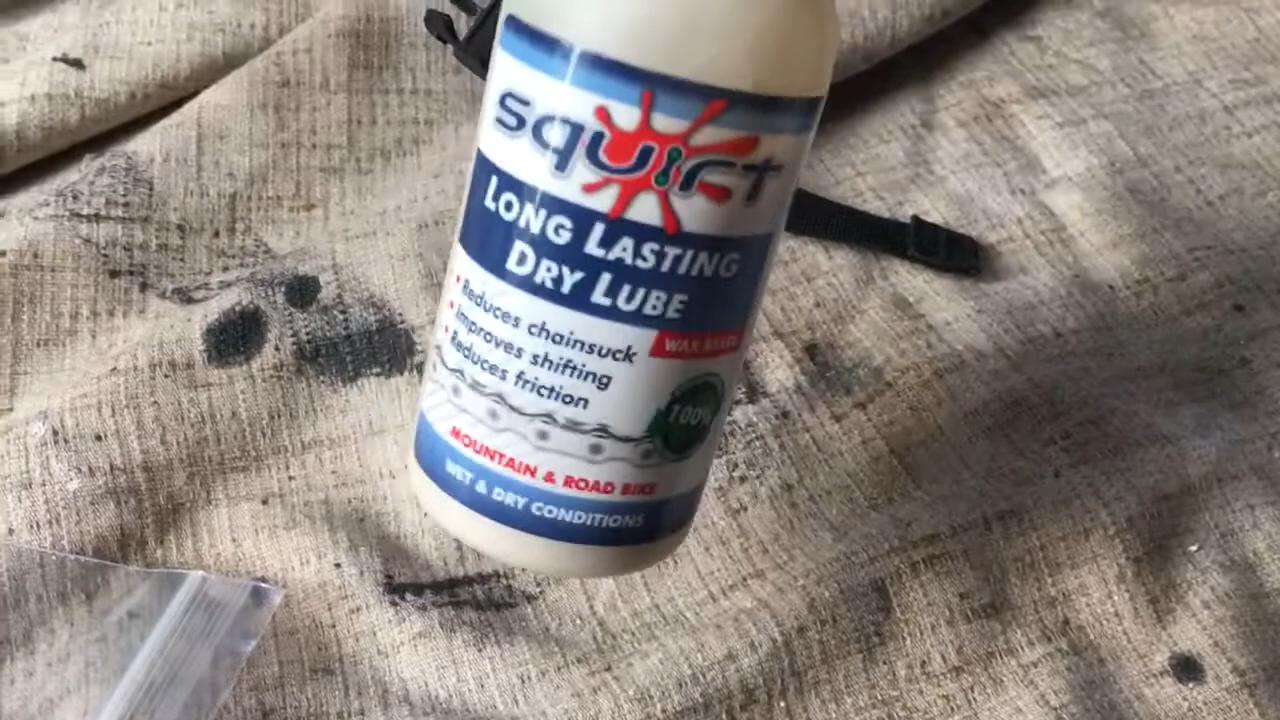 squirt
LONG LASTING
DRY LUBE
WAX BASED
• Reduces chainsuck
• Improves shifting
• Reduces friction
100%
MOUNTAIN & ROAD BIKE
WET & DRY CONDITIONS